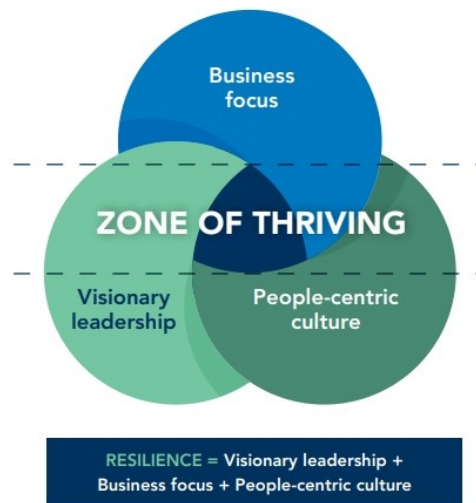 Business
focus
ZONE OF THRIVING
Visionary
leadership
People-centric
culture
RESILIENCE = Visionary leadership +
Business focus + People-centric culture